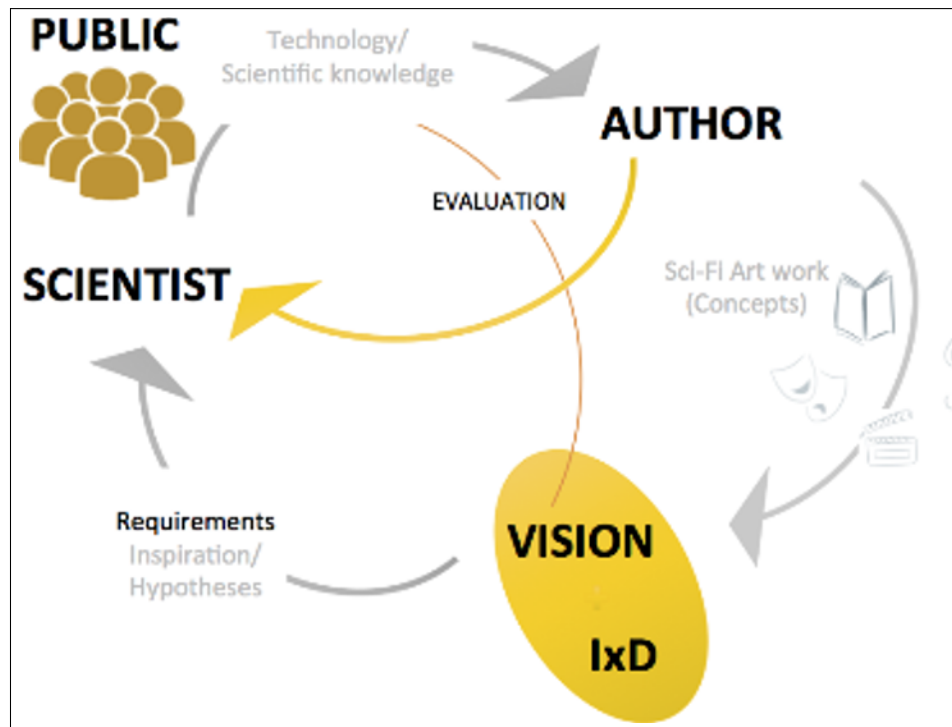 PUBLIC
Technology/
Scientific knowledge
AUTHOR
EVALUATION
SCIENTIST
Sci-Fi Art work
(Concepts)
Requirements
Inspiration/
Hypotheses
VISION
IxD